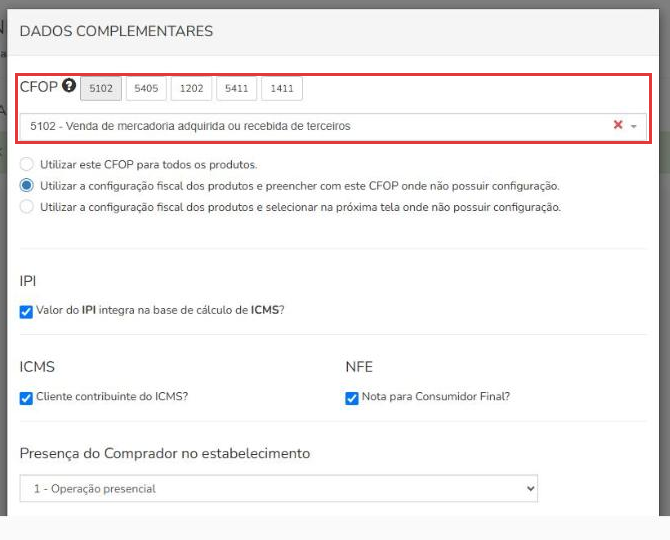 DADOS COMPLEMENTARES
CFOP ? 5102 5405 1202 5411 1411
5102 - Venda de mercadoria adquirida ou recebida de terceiros
Utilizar este CFOP para todos os produtos.
Utilizar a configuração fiscal dos produtos e preencher com este CFOP onde não possuir configuração.
Utilizar a configuração fiscal dos produtos e selecionar na próxima tela onde não possuir configuração.
IPI
Valor do IPI integra na base de cálculo de ICMS?
ICMS NFE
Cliente contribuinte do ICMS? Nota para Consumidor Final?
Presença do Comprador no estabelecimento
1 - Operação presencial